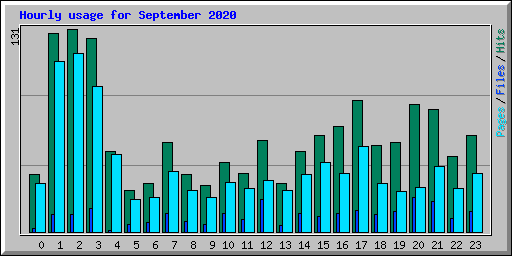 Hourly usage for September 2020
131
Pages / Files / Hits
0 1 2 3 4 5 6 7 8 9 10 11 12 13 14 15 16 17 18 19 20 21 22 23